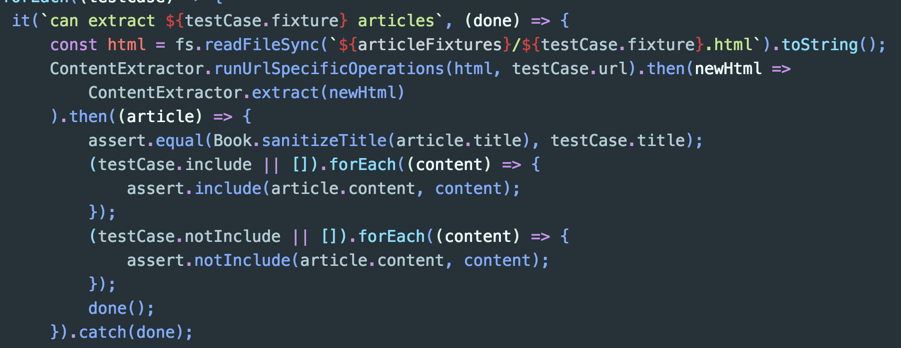 forEach((testCase) => {
it(`can extract ${testCase.fixture} articles`, (done) => {
const html = fs.readFileSync(`${articleFixtures}/${testCase.fixture}.html`).toString();
ContentExtractor.runUrlSpecificOperations(html, testCase.url).then(newHtml =>
ContentExtractor.extract(newHtml)
).then((article) => {
assert.equal(Book.sanitizeTitle(article.title), testCase.title);
(testCase.include || []).forEach((content) => {
assert.include(article.content, content);
});
(testCase.notInclude || []).forEach((content) => {
assert.notInclude(article.content, content);
});
done();
}).catch(done);